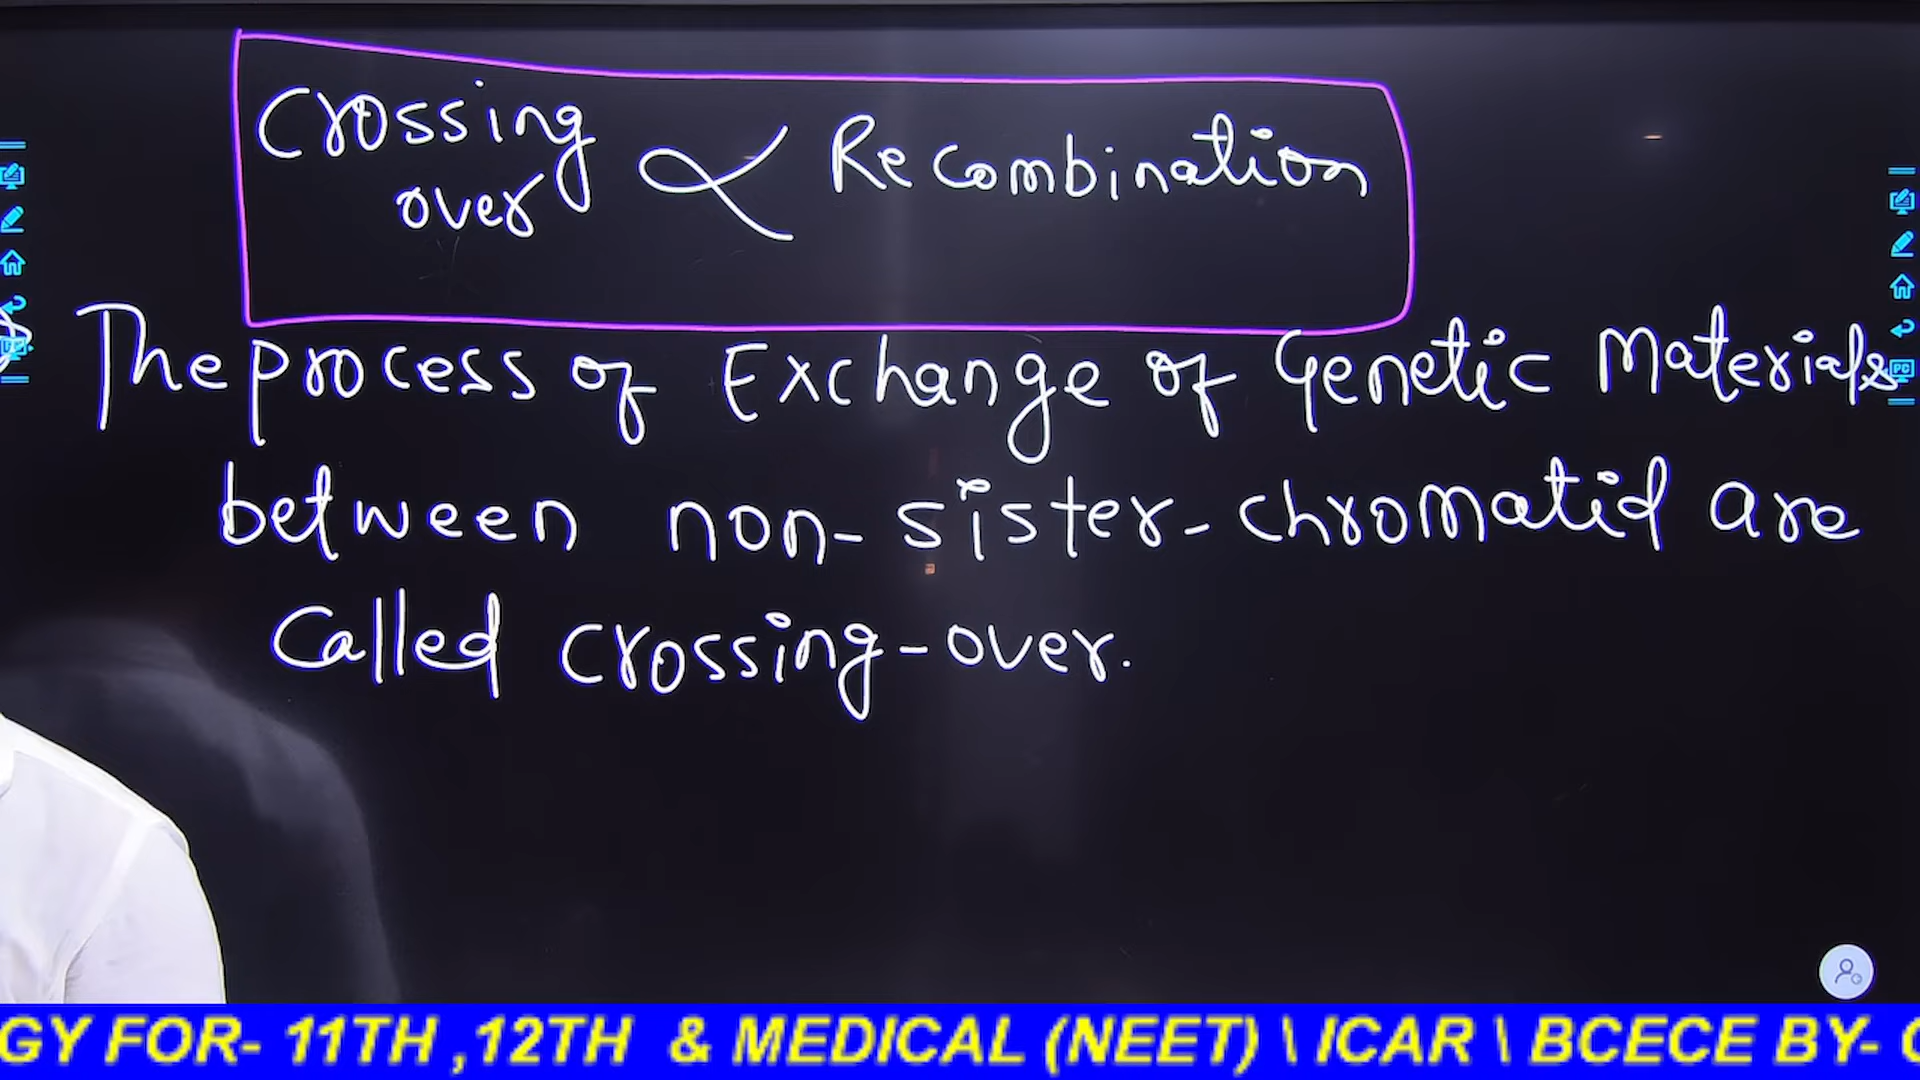 Crossing over ∝ Recombination
The process of Exchange of Genetic Materials
between non-sister-chromatid are
Called crossing-over.
GY FOR- 11TH ,12TH & MEDICAL (NEET) \ ICAR \ BCECE BY-